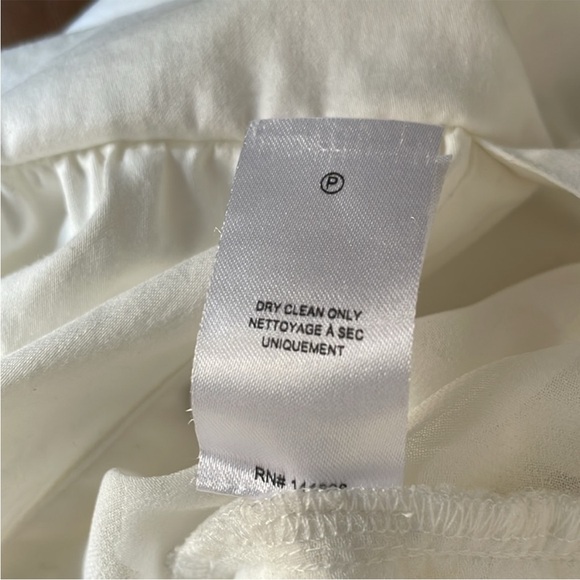 P
DRY CLEAN ONLY
NETTOYAGE À SEC
UNIQUEMENT
RN#